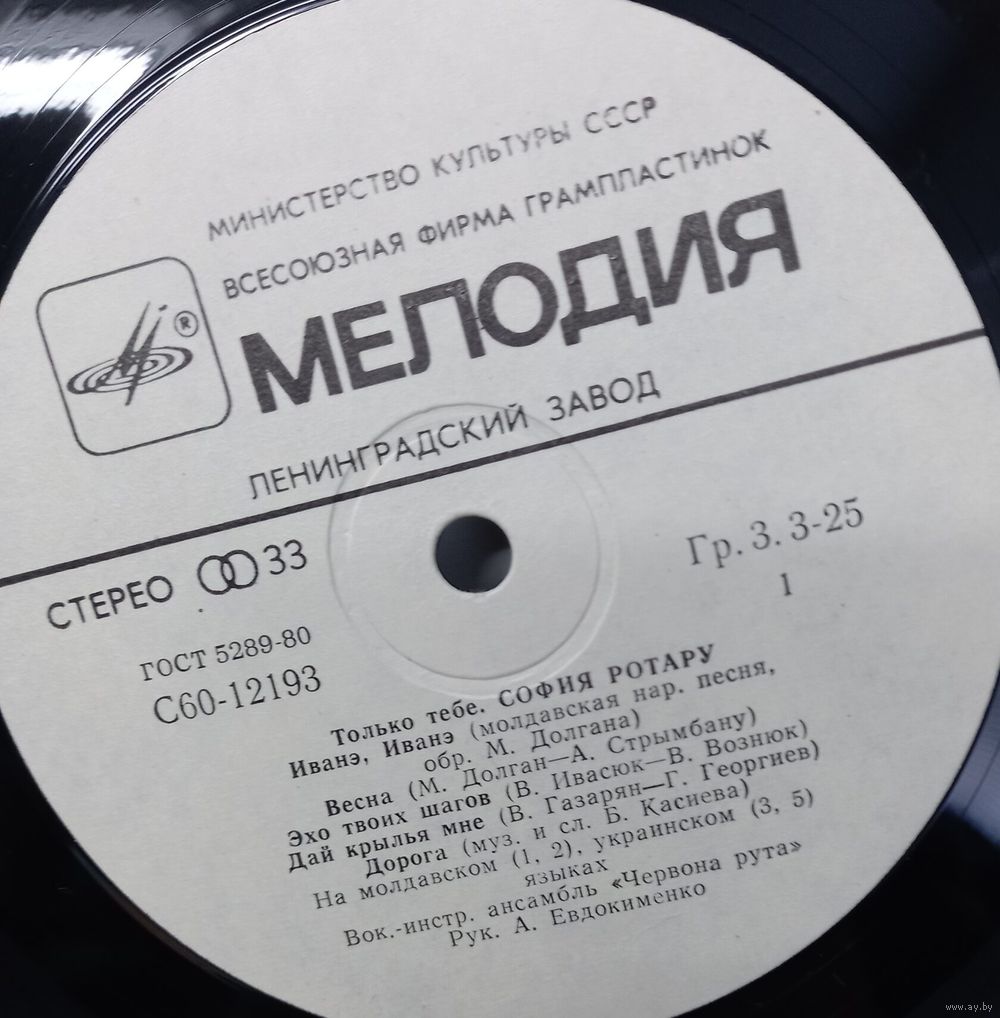 МИНИСТЕРСТВО КУЛЬТУРЫ СССР
ВСЕСОЮЗНАЯ ФИРМА ГРАМПЛАСТИНОК
МЕЛОДИЯ
®
ЛЕНИНГРАДСКИЙ ЗАВОД
СТЕРЕО 33
Гр. 3. 3-25
ГОСТ 5289-80
1
С60-12193
Только тебе. СОФИЯ РОТАРУ
Иванэ, Иванэ (молдавская нар. песня,
обр. М. Долгана)
Весна (М. Долган—А. Стрымбану)
Эхо твоих шагов (В. Ивасюк—В. Вознюк)
Дай крылья мне (В. Газарян—Г. Георгиев)
Дорога (муз. и сл. Б. Касиева)
На молдавском (1, 2), украинском (3, 5)
языках
Вок.-инстр. ансамбль «Червона рута»
Рук. А. Евдокименко
www.ay.by